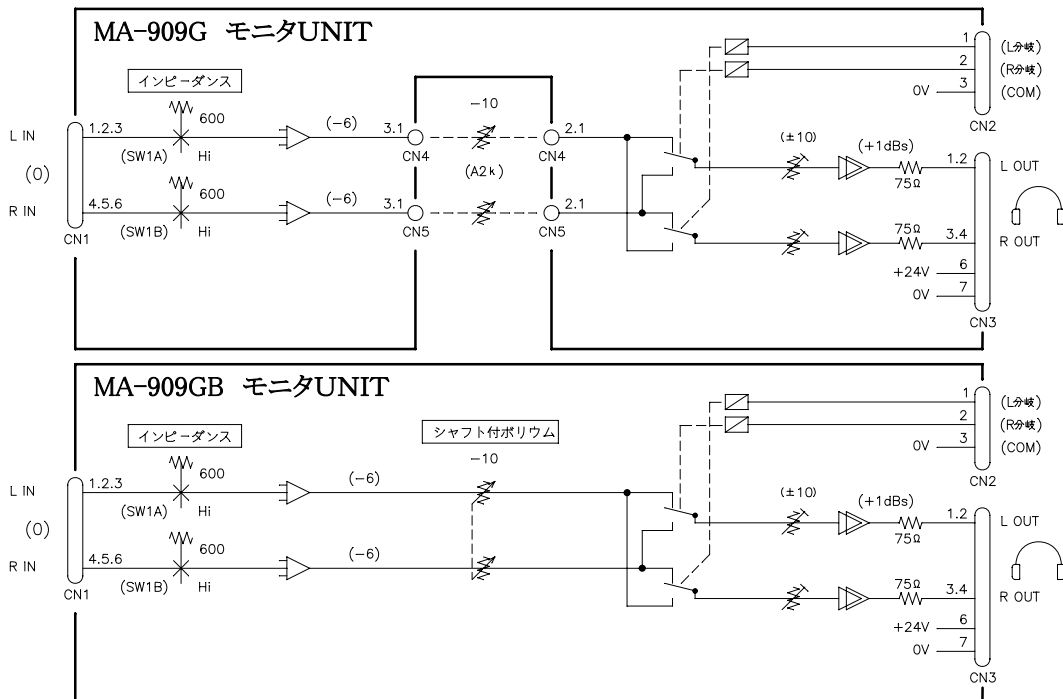 MA-909G モニタUNIT
インピーダンス
L IN
(0)
R IN
CN1
1.2.3
600
(SW1A)
Hi
4.5.6
600
(SW1B)
Hi
(-6)
(-6)
3.1
CN4
3.1
CN5
-10
(A2k)
2.1
CN4
2.1
CN5
1
(L分岐)
2
(R分岐)
0V
3
(COM)
CN2
(±10)
(+1dBs)
75Ω
1.2
L OUT
75Ω
3.4
R OUT
+24V
6
0V
7
CN3
MA-909GB モニタUNIT
インピーダンス
シャフト付ボリウム
L IN
(0)
R IN
CN1
1.2.3
600
(SW1A)
Hi
4.5.6
600
(SW1B)
Hi
(-6)
(-6)
-10
1
(L分岐)
2
(R分岐)
0V
3
(COM)
CN2
(±10)
(+1dBs)
75Ω
1.2
L OUT
75Ω
3.4
R OUT
+24V
6
0V
7
CN3